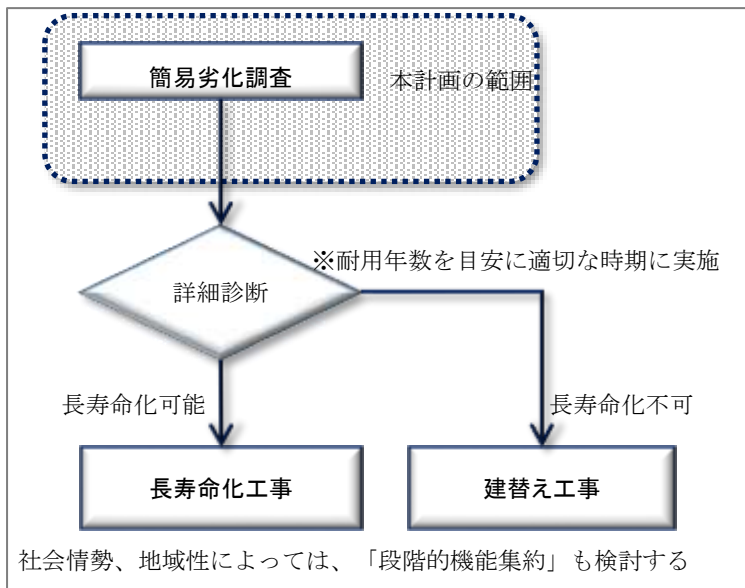 簡易劣化調査
本計画の範囲
※耐用年数を目安に適切な時期に実施
詳細診断
長寿命化可能
長寿命化不可
長寿命化工事
建替え工事
社会情勢、地域性によっては、「段階的機能集約」も検討する